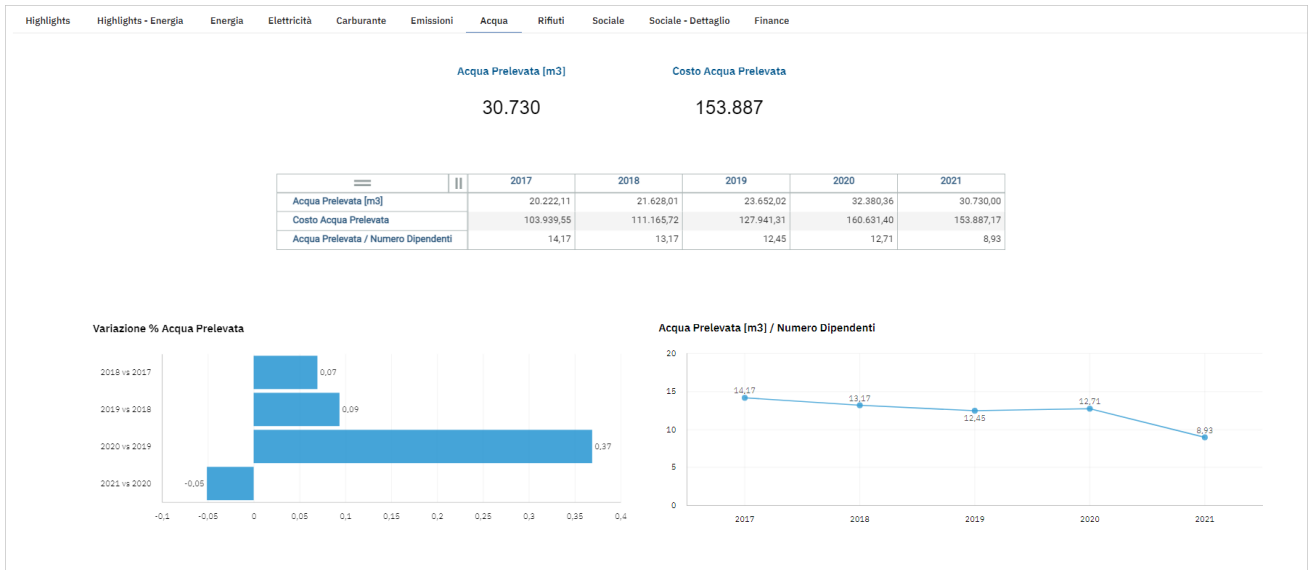 Highlights Highlights - Energia Energia Elettricità Carburante Emissioni Acqua Rifiuti Sociale Sociale - Dettaglio Finance
Acqua Prelevata [m3] Costo Acqua Prelevata
30.730 153.887
2017 2018 2019 2020 2021
Acqua Prelevata [m3] 20.222,11 21.628,01 23.652,02 32.380,36 30.730,00
Costo Acqua Prelevata 103.939,55 111.165,72 127.941,31 160.631,40 153.887,17
Acqua Prelevata / Numero Dipendenti 14,17 13,17 12,45 12,71 8,93
Variazione % Acqua Prelevata
2018 vs 2017 0,07
2019 vs 2018 0,09
2020 vs 2019 0,37
2021 vs 2020 -0,05
-0,1 -0,05 0 0,05 0,1 0,15 0,2 0,25 0,3 0,35 0,4
Acqua Prelevata [m3] / Numero Dipendenti
20
15
10
5
0
14,17 13,17 12,45 12,71 8,93
2017 2018 2019 2020 2021